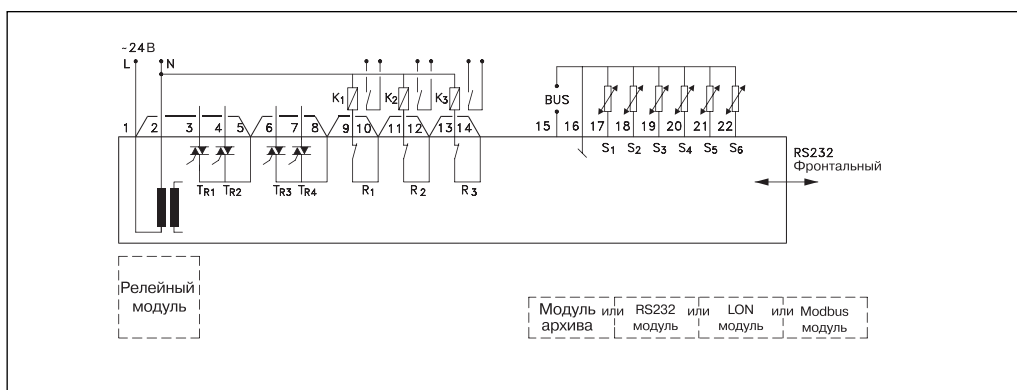 ~24В
L N
K1 K2 K3
BUS
1 2 3 4 5 6 7 8 9 10 11 12 13 14 15 16 17 18 19 20 21 22
S1 S2 S3 S4 S5 S6
RS232
Фронтальный
TR1 TR2 TR3 TR4 R1 R2 R3
Релейный
модуль
Модуль или RS232 или LON или Modbus
архива модуль модуль модуль